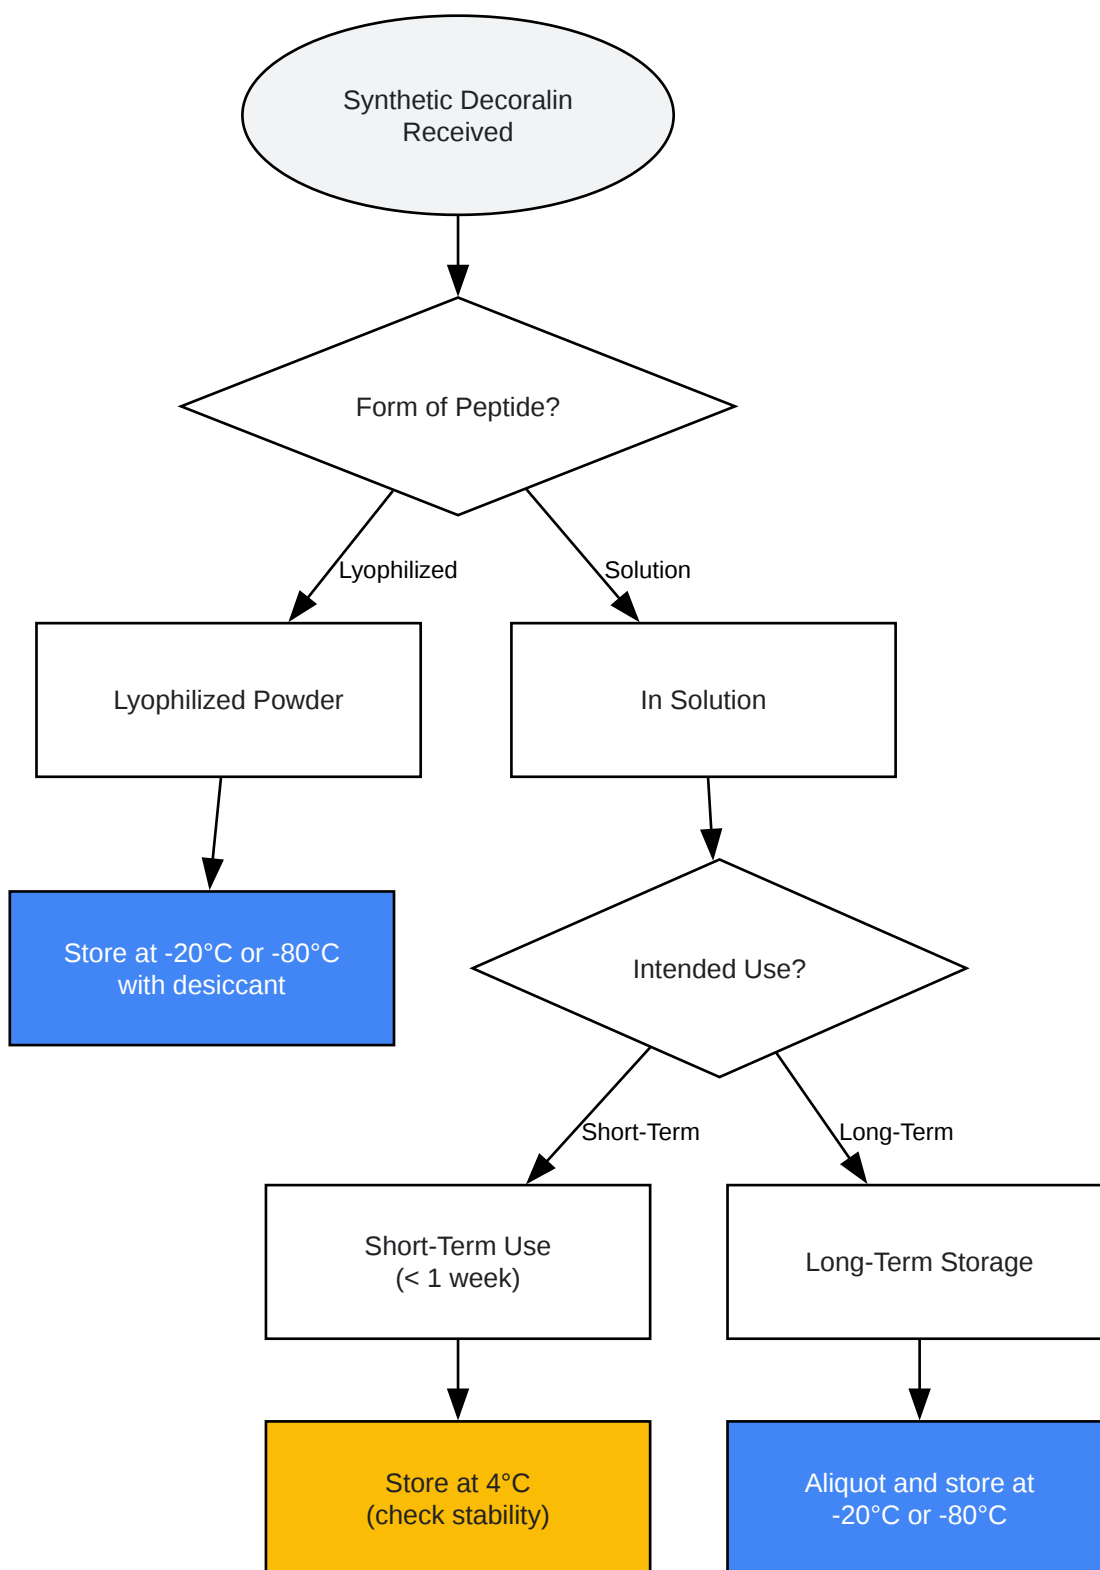 Synthetic Decoralin
Received
Form of Peptide?
Lyophilized
Solution
Lyophilized Powder
In Solution
Store at -20°C or -80°C
with desiccant
Intended Use?
Short-Term
Long-Term
Short-Term Use
(< 1 week)
Long-Term Storage
Store at 4°C
(check stability)
Aliquot and store at
-20°C or -80°C